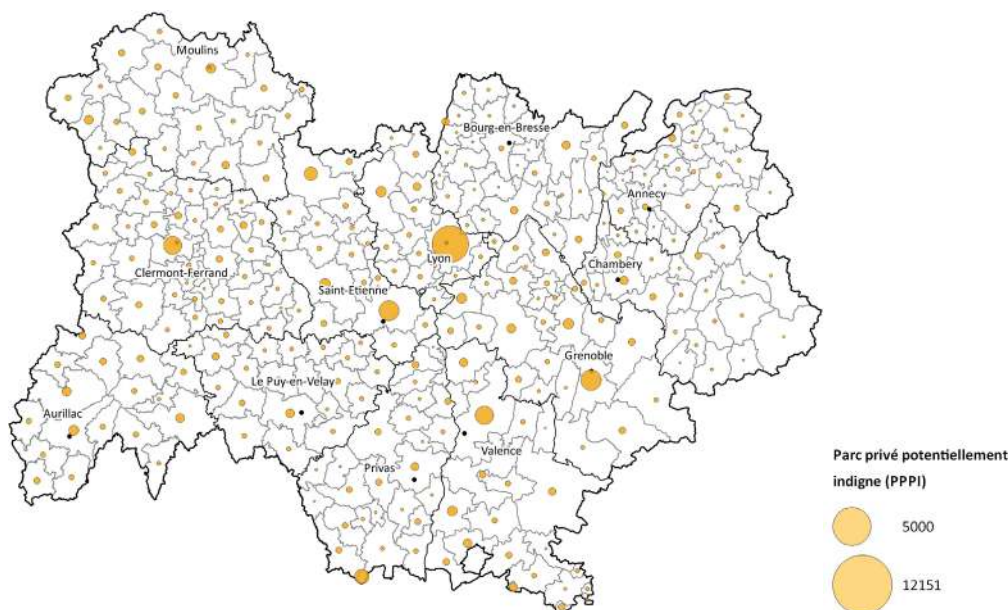 Moulins
Bourg-en-Bresse
Annecy
Lyon
Clermont-Ferrand
Chambery
Saint-Etienne
Grenoble
Le Puy-en-Velay
Aurillac
Valence
Privas
Parc privé potentiellement
indigne (PPPI)
5000
12151